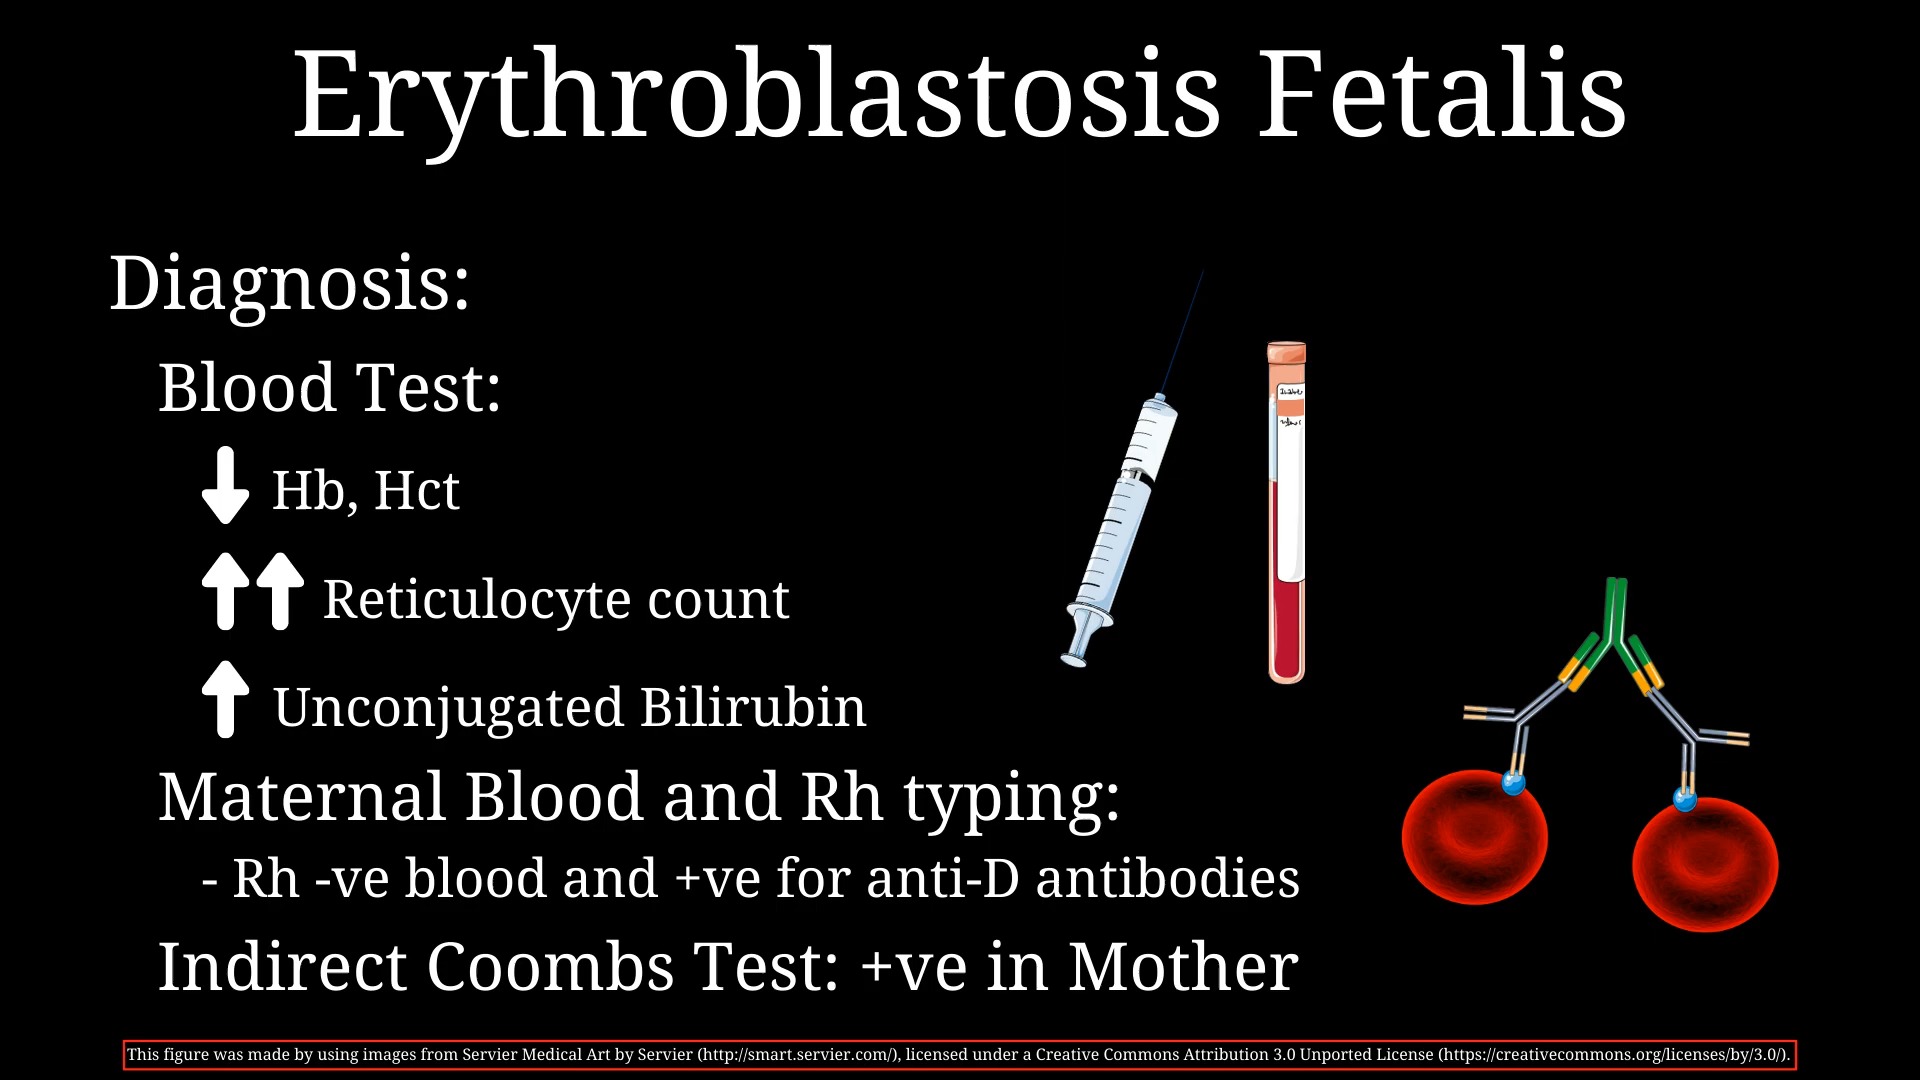 Erythroblastosis Fetalis
Diagnosis:
Blood Test:
Hb, Hct
Reticulocyte count
Unconjugated Bilirubin
Maternal Blood and Rh typing:
- Rh -ve blood and +ve for anti-D antibodies
Indirect Coombs Test: +ve in Mother
This figure was made by using images from Servier Medical Art by Servier (http://smart.servier.com/), licensed under a Creative Commons Attribution 3.0 Unported License (https://creativecommons.org/licenses/by/3.0/).